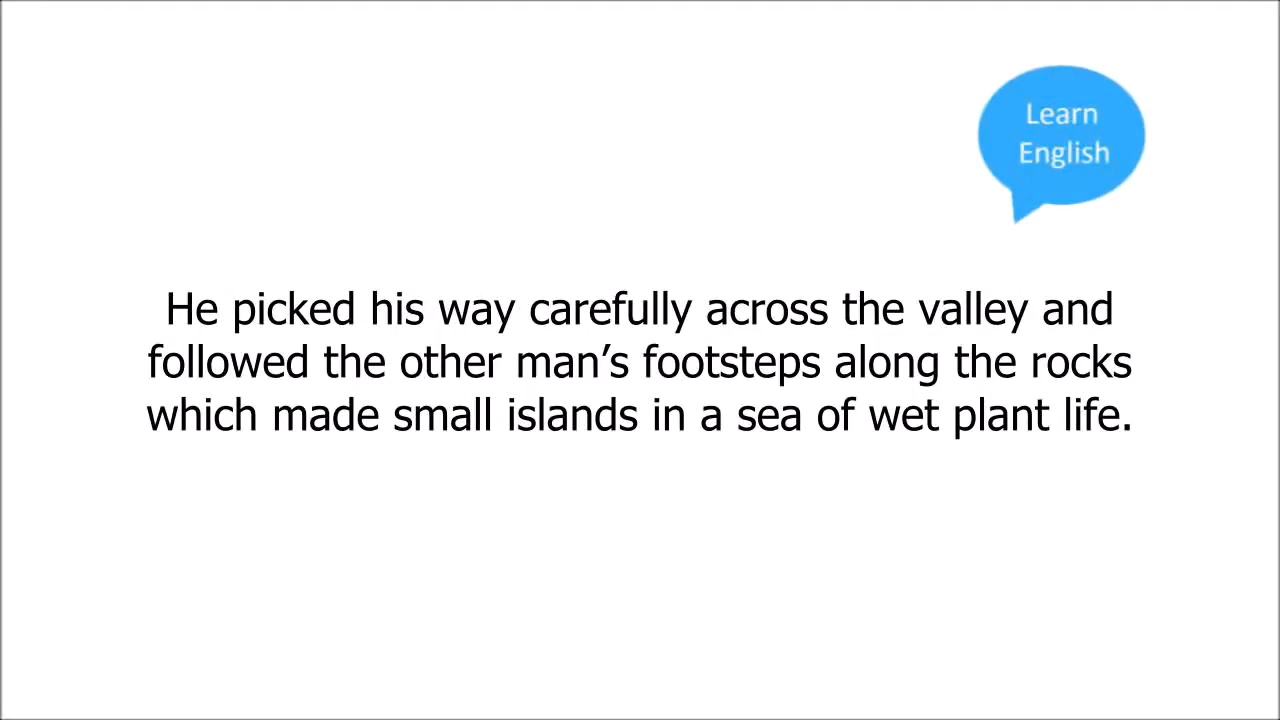 Learn
English
He picked his way carefully across the valley and
followed the other man’s footsteps along the rocks
which made small islands in a sea of wet plant life.